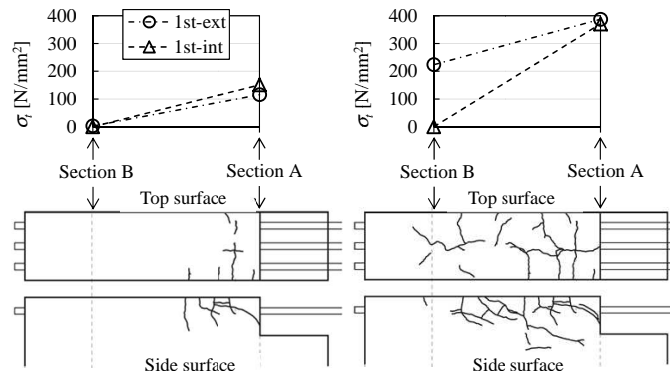 400
300
200
100
0
σt [N/mm²]
1st-ext
1st-int
Section B
Section A
Top surface
Side surface
400
300
200
100
0
σt [N/mm²]
Section B
Section A
Top surface
Side surface